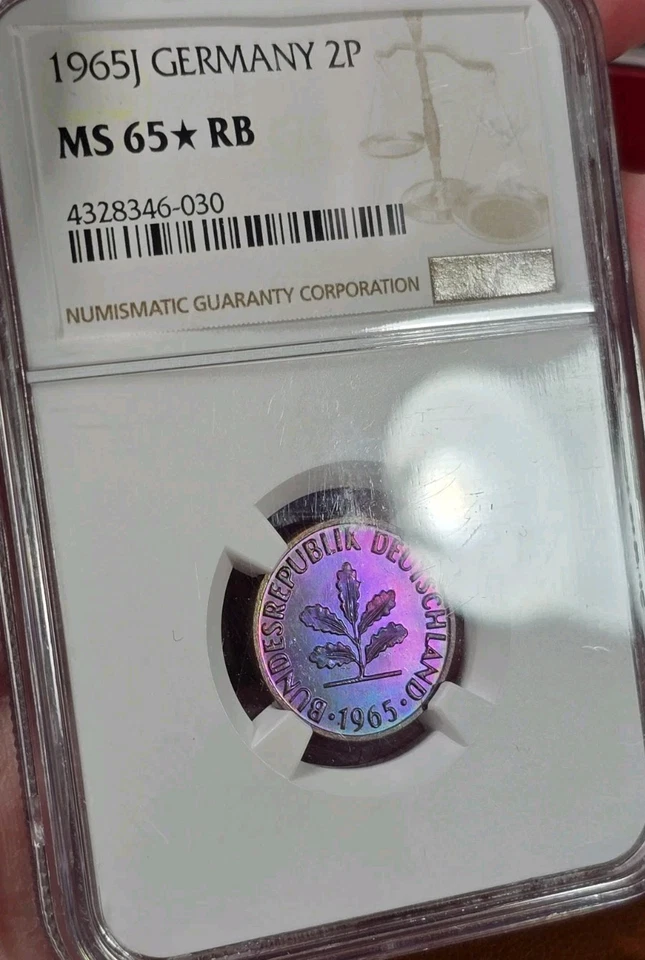 1965J GERMANY 2P
MS 65★ RB
4328346-030
NUMISMATIC GUARANTY CORPORATION
BUNDESREPUBLIK DEUTSCHLAND
·1965·